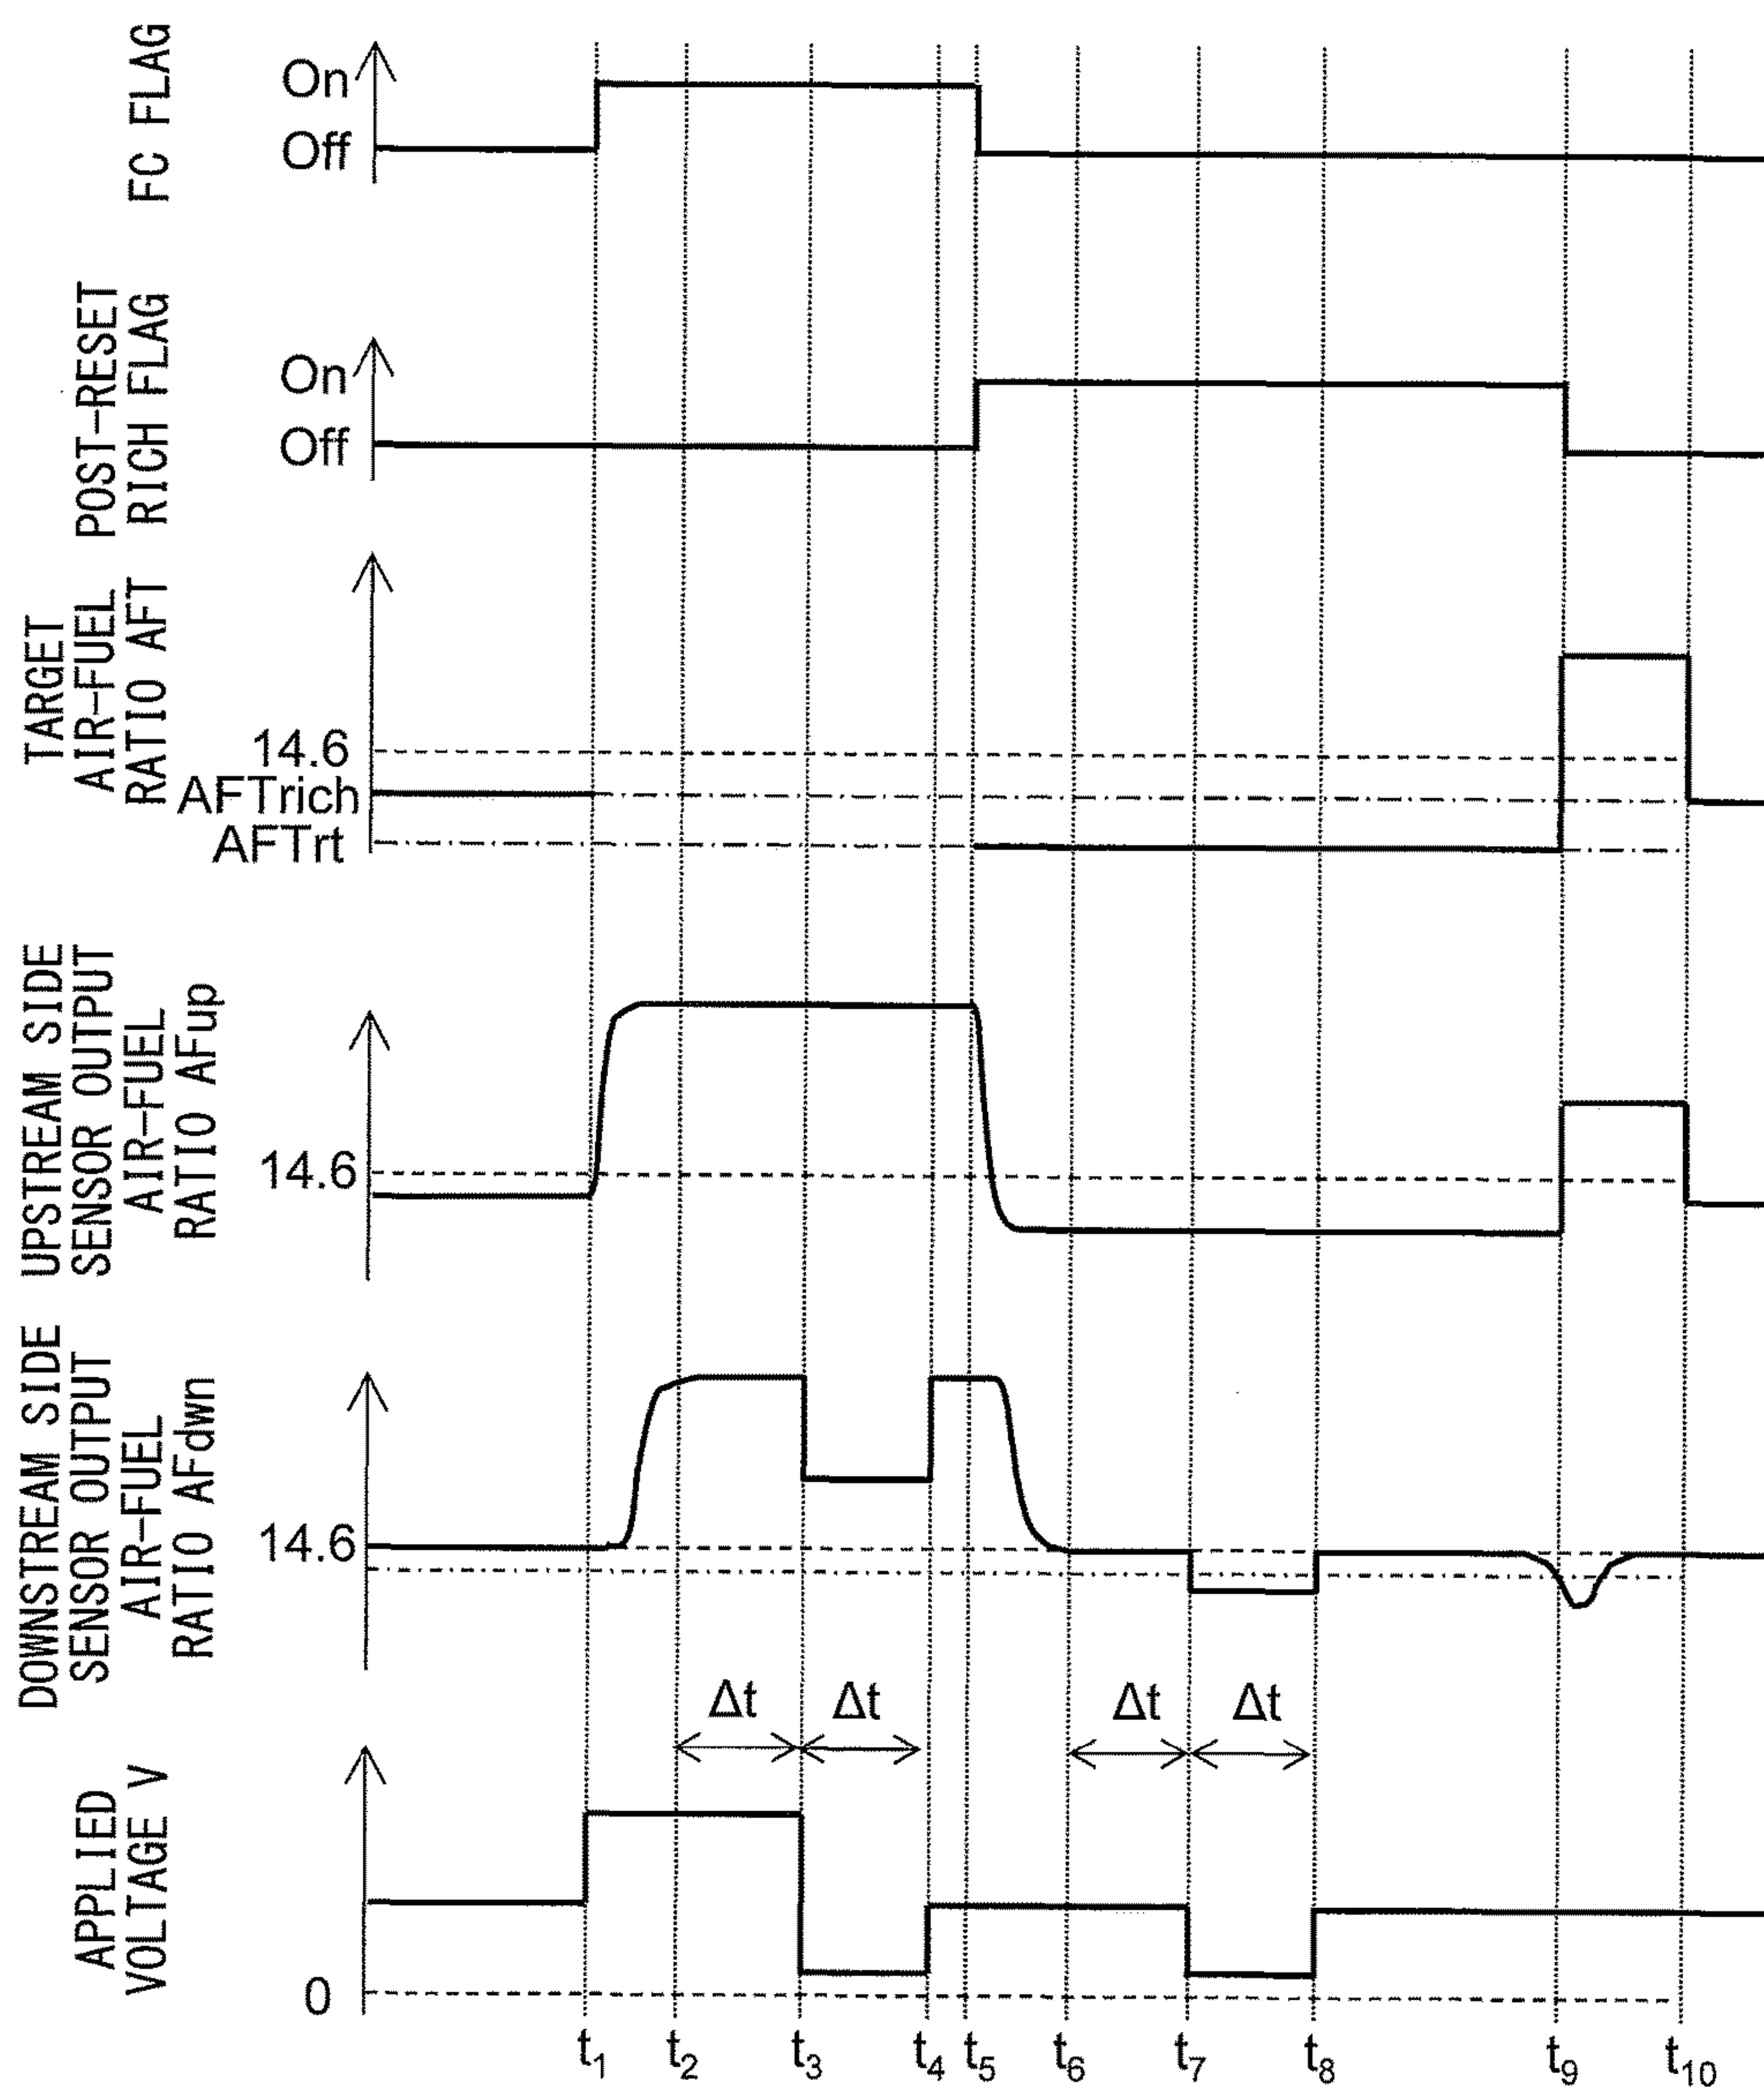 FC FLAG
On
Off
POST-RESET
RICH FLAG
On
Off
TARGET
AIR-FUEL
RATIO AFT
14.6
AFTrich
AFTrt
UPSTREAM SIDE
SENSOR OUTPUT
AIR-FUEL
RATIO AFup
14.6
DOWNSTREAM SIDE
SENSOR OUTPUT
AIR-FUEL
RATIO AFdwn
14.6
Δt Δt Δt Δt
APPLIED
VOLTAGE V
0
t1 t2 t3 t4 t5 t6 t7 t8 t9 t10